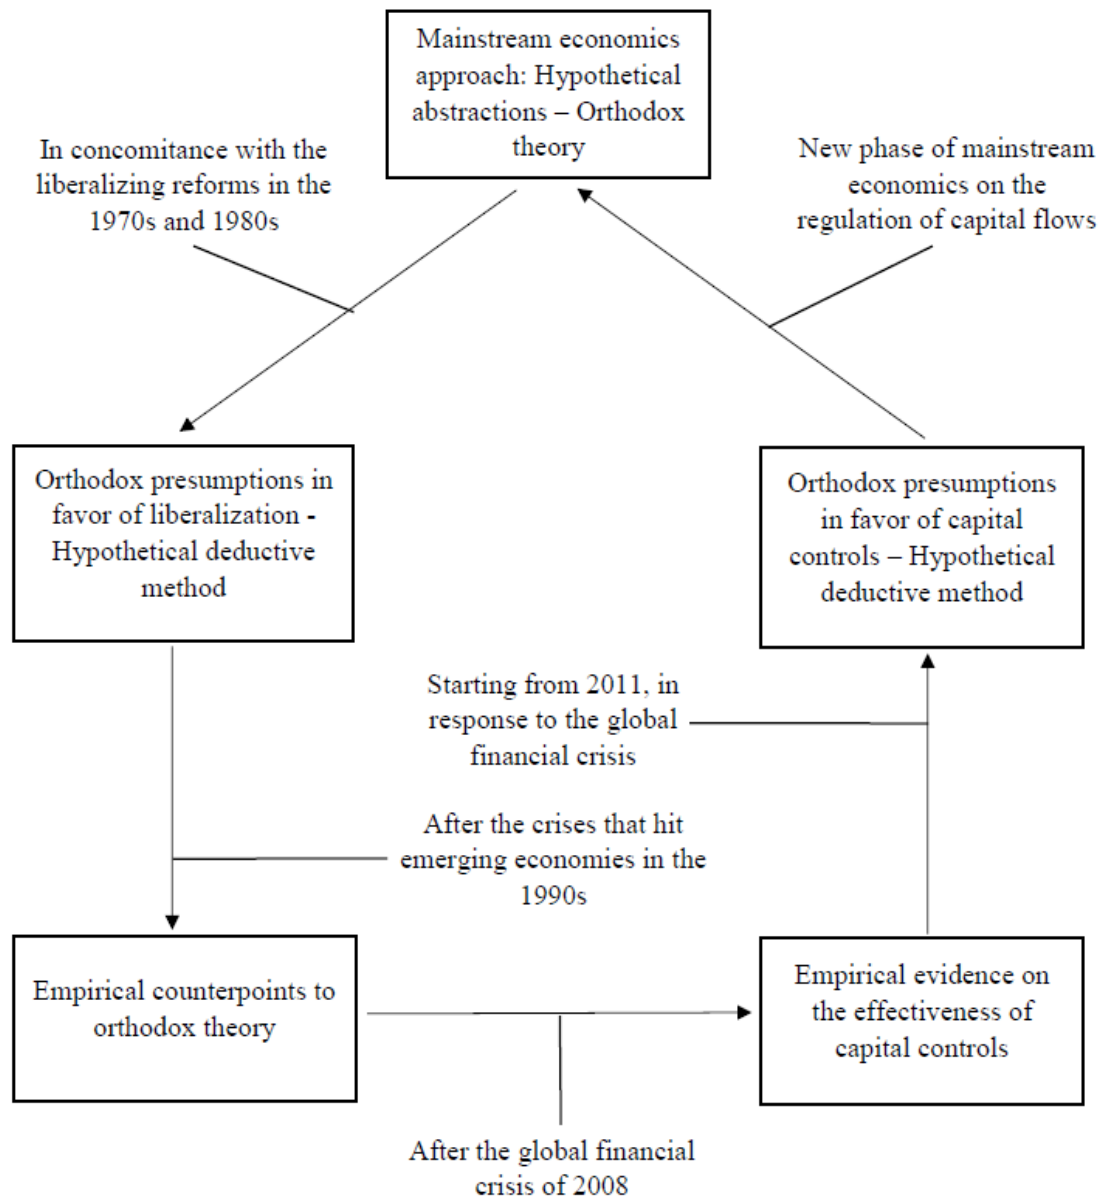 Mainstream economics
approach: Hypothetical
abstractions – Orthodox
theory
In concomitance with the
liberalizing reforms in the
1970s and 1980s
New phase of mainstream
economics on the
regulation of capital flows
Orthodox presumptions in
favor of liberalization -
Hypothetical deductive
method
Orthodox presumptions
in favor of capital
controls – Hypothetical
deductive method
Starting from 2011, in
response to the global
financial crisis
After the crises that hit
emerging economies in the
1990s
Empirical counterpoints to
orthodox theory
Empirical evidence on
the effectiveness of
capital controls
After the global financial
crisis of 2008